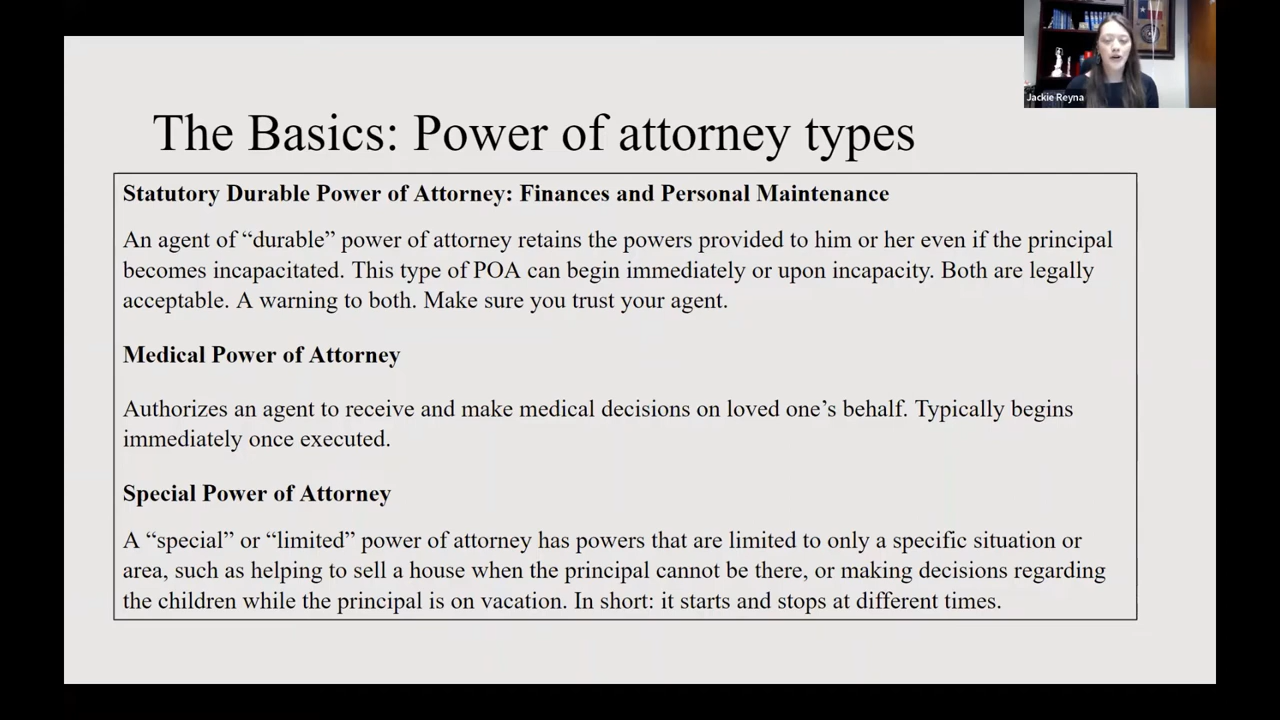 Jackie Reyna
The Basics: Power of attorney types
Statutory Durable Power of Attorney: Finances and Personal Maintenance
An agent of “durable” power of attorney retains the powers provided to him or her even if the principal
becomes incapacitated. This type of POA can begin immediately or upon incapacity. Both are legally
acceptable. A warning to both. Make sure you trust your agent.
Medical Power of Attorney
Authorizes an agent to receive and make medical decisions on loved one’s behalf. Typically begins
immediately once executed.
Special Power of Attorney
A “special” or “limited” power of attorney has powers that are limited to only a specific situation or
area, such as helping to sell a house when the principal cannot be there, or making decisions regarding
the children while the principal is on vacation. In short: it starts and stops at different times.